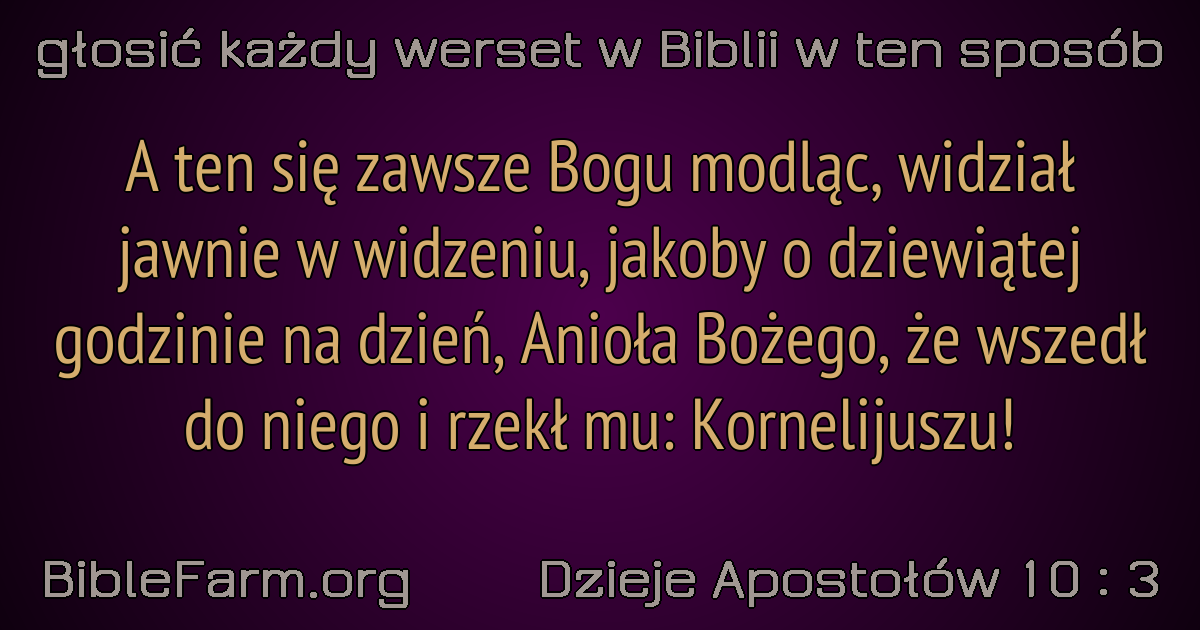 głosić każdy werset w Biblii w ten sposób
A ten się zawsze Bogu modląc, widział
jawnie w widzeniu, jakoby o dziewiątej
godzinie na dzień, Anioła Bożego, że wszedł
do niego i rzekł mu: Kornelijuszu!
BibleFarm.org
Dzieje Apostołów 10 : 3